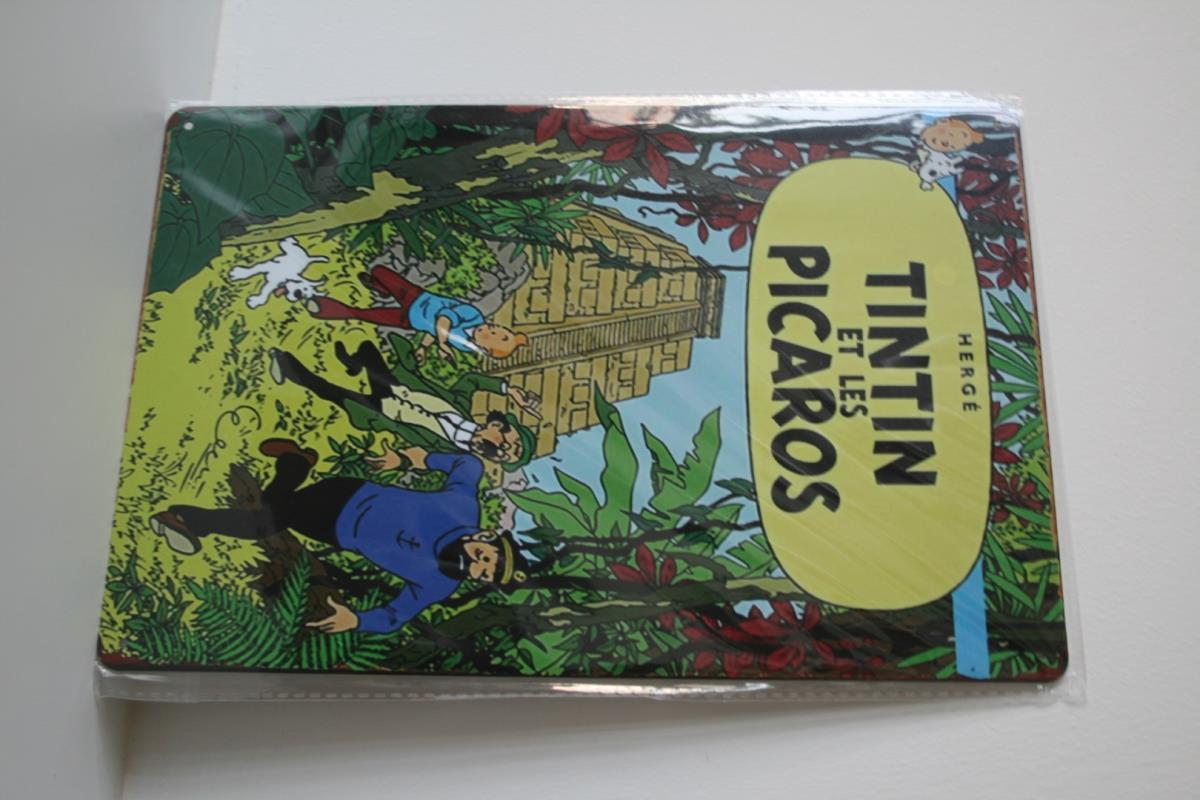 HERGÉ
TINTIN
ET LES
PICAROS